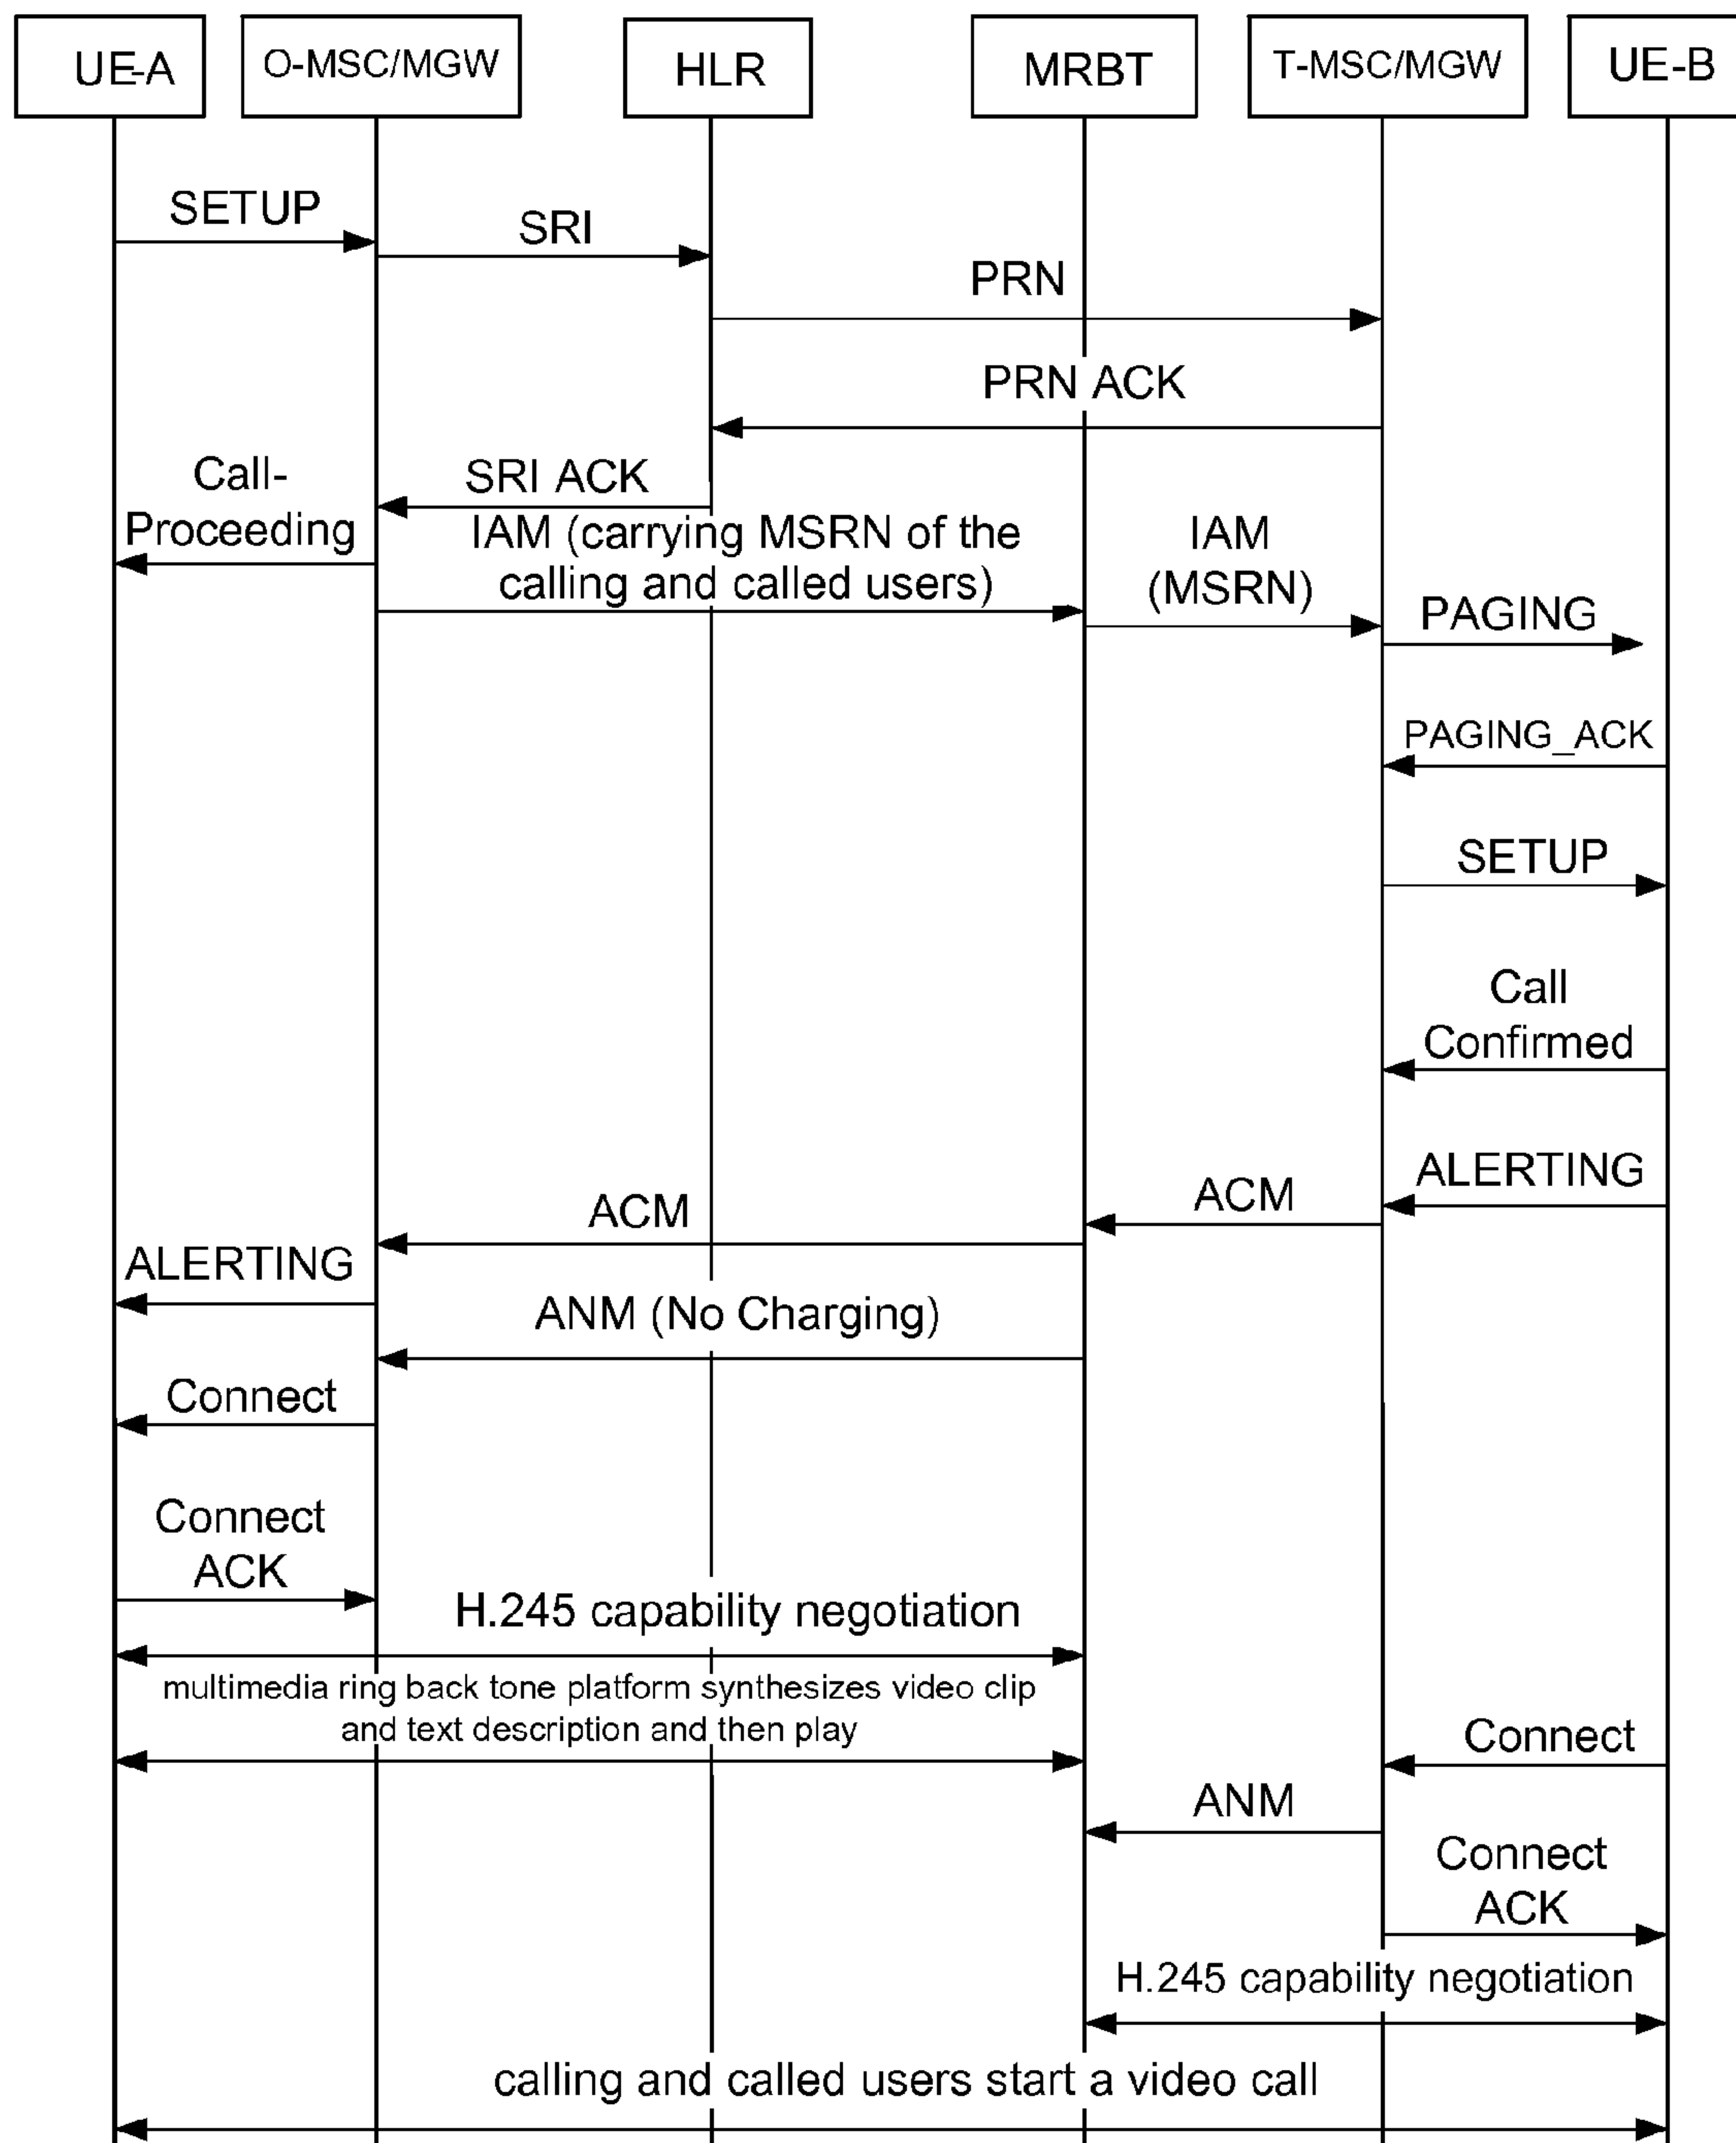 UE-A
O-MSC/MGW
HLR
MRBT
T-MSC/MGW
UE-B
SETUP
SRI
PRN
PRN ACK
SRI ACK
Call-
Proceeding
IAM (carrying MSRN of the
calling and called users)
IAM
(MSRN)
PAGING
PAGING_ACK
SETUP
Call
Confirmed
ALERTING
ACM
ACM
ALERTING
ANM (No Charging)
Connect
Connect
ACK
H.245 capability negotiation
multimedia ring back tone platform synthesizes video clip
and text description and then play
Connect
ANM
Connect
ACK
H.245 capability negotiation
calling and called users start a video call